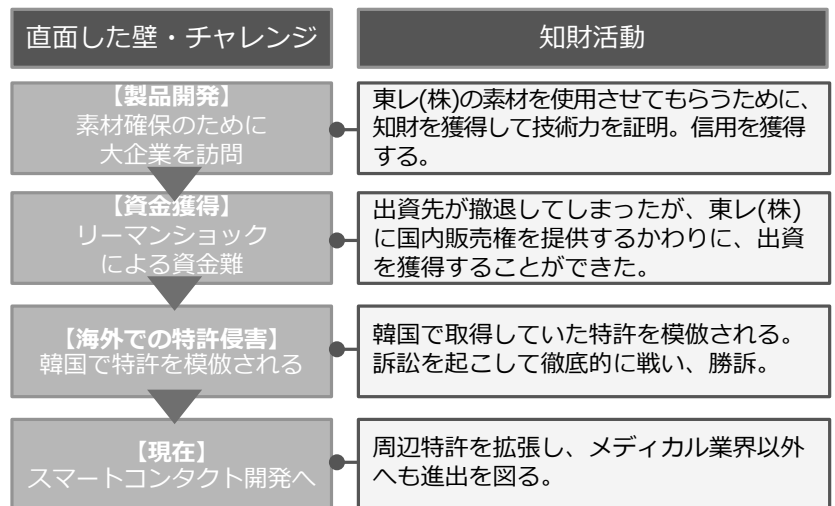 直面した壁・チャレンジ
知財活動
【製品開発】
素材確保のために
大企業を訪問
東レ(株)の素材を使用させてもらうために、
知財を獲得して技術力を証明。信用を獲得
する。
【資金獲得】
リーマンショック
による資金難
出資先が撤退してしまったが、東レ(株)
に国内販売権を提供するかわりに、出資
を獲得することができた。
【海外での特許侵害】
韓国で特許を模倣される
韓国で取得していた特許を模倣される。
訴訟を起こして徹底的に戦い、勝訴。
【現在】
スマートコンタクト開発へ
周辺特許を拡張し、メディカル業界以外
へも進出を図る。